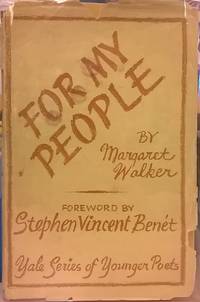 FOR MY
PEOPLE
BY
Margaret
Walker
FOREWORD BY
Stephen Vincent Benét
Yale Series of Younger Poets